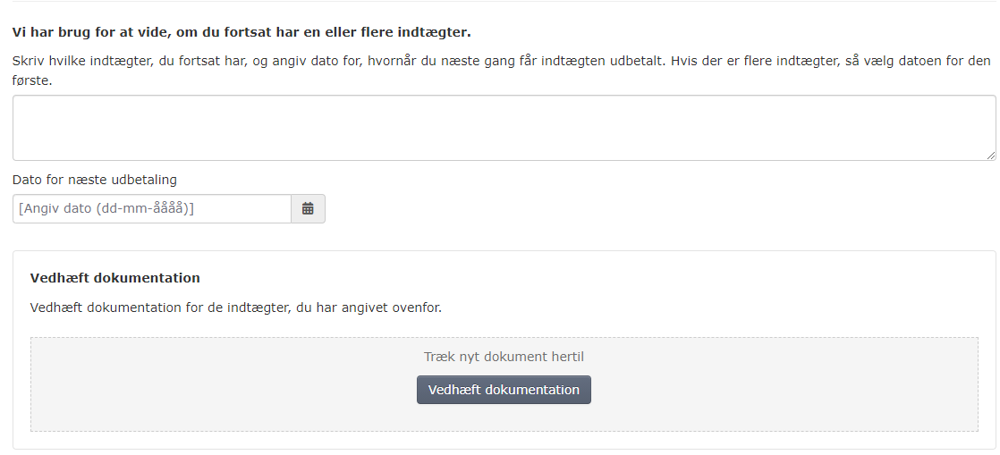 Vi har brug for at vide, om du fortsat har en eller flere indtægter.
Skriv hvilke indtægter, du fortsat har, og angiv dato for, hvornår du næste gang får indtægten udbetalt. Hvis der er flere indtægter, så vælg datoen for den
første.
Dato for næste udbetaling
[Angiv dato (dd-mm-åååå)]
Vedhæft dokumentation
Vedhæft dokumentation for de indtægter, du har angivet ovenfor.
Træk nyt dokument hertil
Vedhæft dokumentation